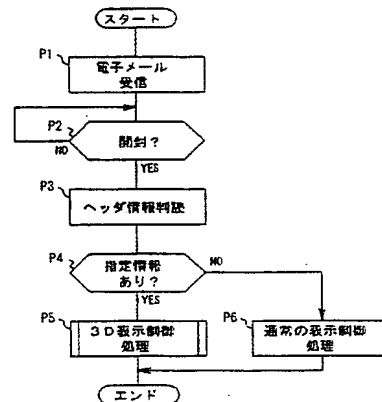 スタート
P1
電子メール
受信
P2
開封?
NO
YES
P3
ヘッダ情報判読
P4
指定情報
あり?
NO
YES
P5
3D表示制御
処理
P6
通常の表示制御
処理
エンド